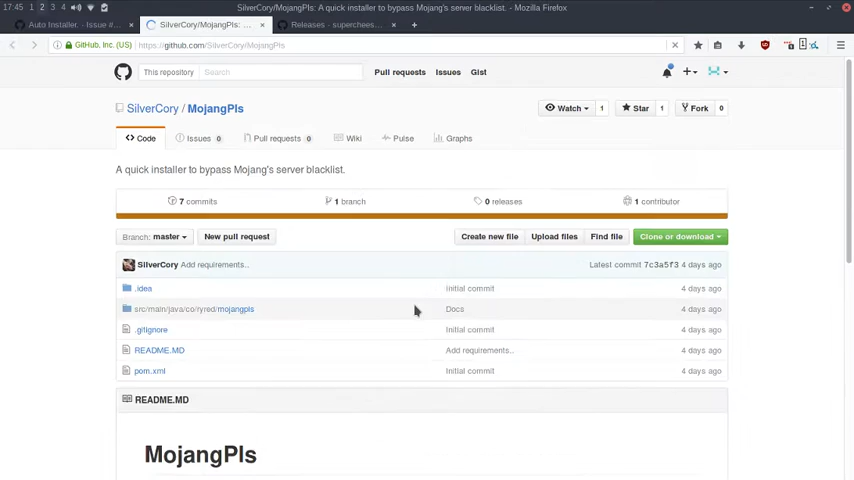 17:45 1 2 3 4
SilverCory/MojangPls: A quick installer to bypass Mojang's server blacklist. - Mozilla Firefox
Auto Installer. · Issue #...
SilverCory/MojangPls: ...
Releases · superchees...
GitHub, Inc. (US)
https://github.com/SilverCory/MojangPls
This repository
Search
Pull requests
Issues
Gist
SilverCory / MojangPls
Watch
1
Star
1
Fork
0
Code
Issues 0
Pull requests 0
Wiki
Pulse
Graphs
A quick installer to bypass Mojang's server blacklist.
7 commits
1 branch
0 releases
1 contributor
Branch: master
New pull request
Create new file
Upload files
Find file
Clone or download
SilverCory Add requirements..
Latest commit 7c3a5f3 4 days ago
.idea
Initial commit
4 days ago
src/main/java/co/ryred/mojangpls
Docs
4 days ago
.gitignore
Initial commit
4 days ago
README.MD
Add requirements..
4 days ago
pom.xml
Initial commit
4 days ago
README.MD
MojangPls